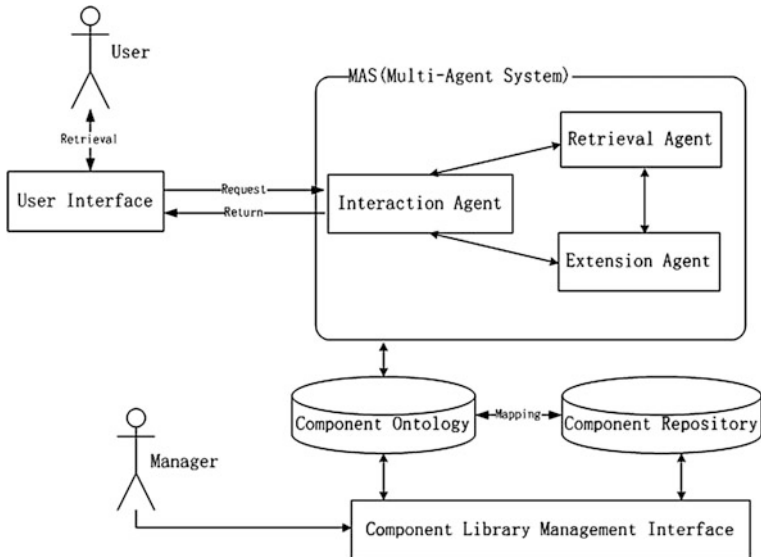 User
MAS(Multi-Agent System)
Retrieval
Retrieval Agent
User Interface
Request
Return
Interaction Agent
Extension Agent
Component Ontology
Mapping
Component Repository
Manager
Component Library Management Interface